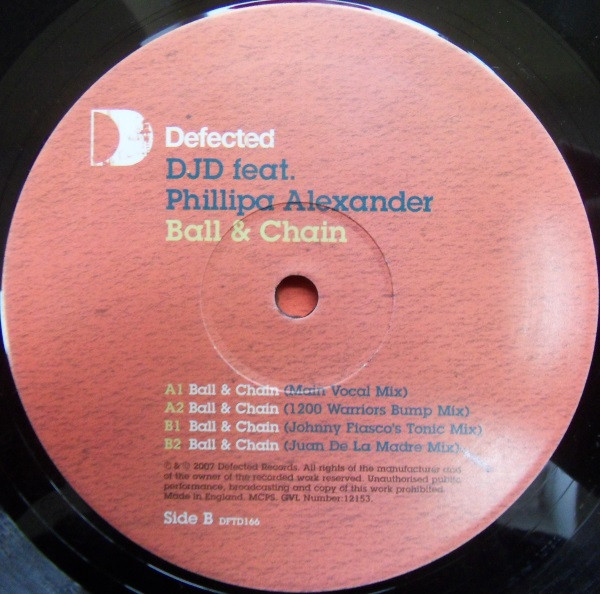 Defected
DJD feat.
Phillipa Alexander
Ball & Chain
A1 Ball & Chain (Main Vocal Mix)
A2 Ball & Chain (1200 Warriors Bump Mix)
B1 Ball & Chain (Johnny Fiasco's Tonic Mix)
B2 Ball & Chain (Juan De La Madre Mix)
℗ & © 2007 Defected Records. All rights of the manufacturer and
of the owner of the recorded work reserved. Unauthorised public
performance, broadcasting and copy of this work prohibited.
Made in England. MCPS. GVL Number:12153.
Side B DFTD166